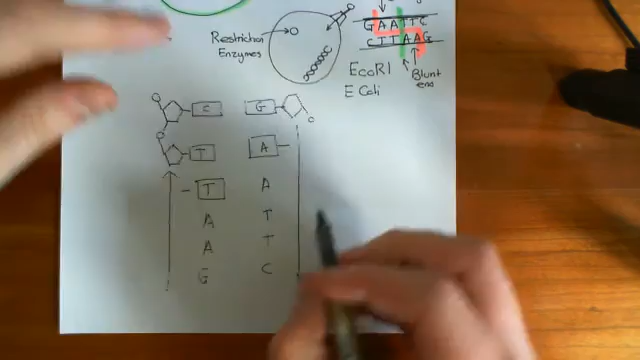 Restriction
Enzymes
GAATTC
CTTAAG
EcoR1
E Coli
Blunt
end
C G
T A
T A
A T
A T
G C